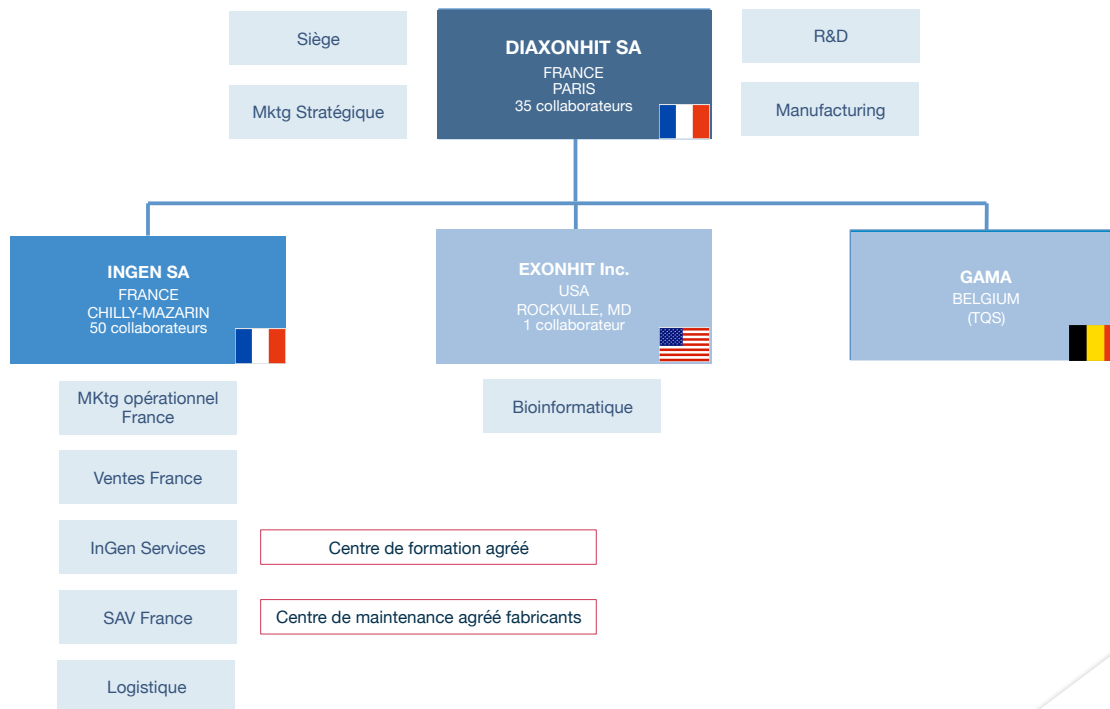 Siège
Mktg Stratégique
DIAXONHIT SA
FRANCE
PARIS
35 collaborateurs
R&D
Manufacturing
INGEN SA
FRANCE
CHILLY-MAZARIN
50 collaborateurs
EXONHIT Inc.
USA
ROCKVILLE, MD
1 collaborateur
GAMA
BELGIUM
(TQS)
MKtg opérationnel
France
Bioinformatique
Ventes France
InGen Services
Centre de formation agréé
SAV France
Centre de maintenance agréé fabricants
Logistique